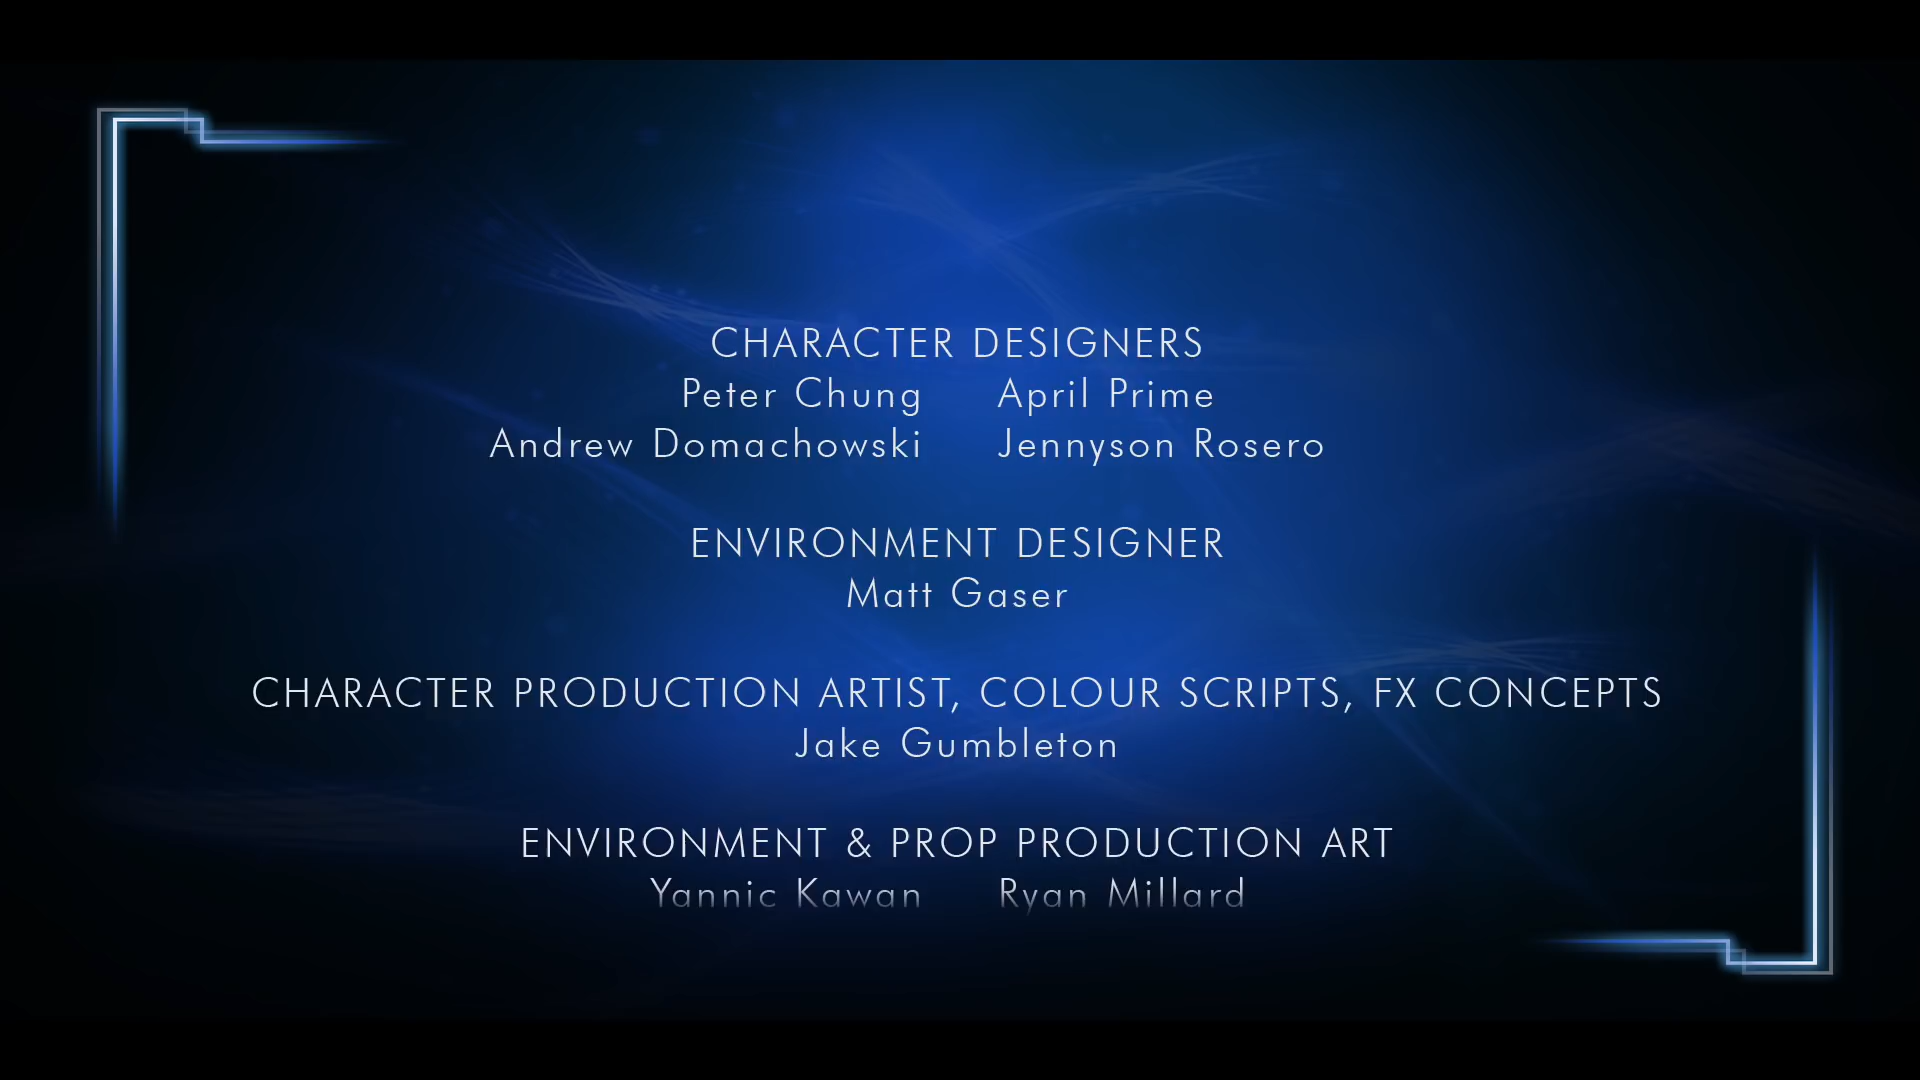 CHARACTER DESIGNERS
Peter Chung April Prime
Andrew Domachowski Jennyson Rosero
ENVIRONMENT DESIGNER
Matt Gaser
CHARACTER PRODUCTION ARTIST, COLOUR SCRIPTS, FX CONCEPTS
Jake Gumbleton
ENVIRONMENT & PROP PRODUCTION ART
Yannic Kawan Ryan Millard